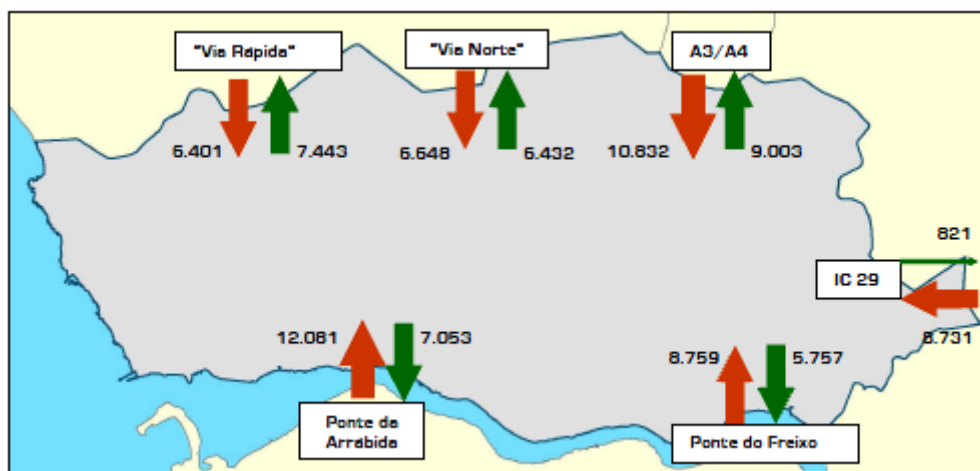 "Via Rápida"
"Via Norte"
A3/A4
6.401
7.443
6.648
6.432
10.832
9.003
821
IC 29
8.731
12.081
7.053
8.759
5.757
Ponte da
Arrábida
Ponte do Freixo